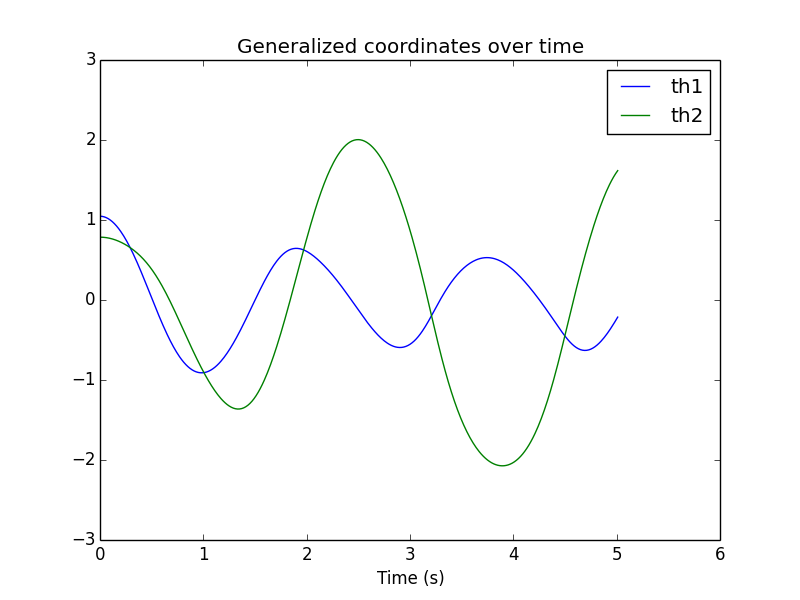 Generalized coordinates over time
th1
th2
3
2
1
0
−1
−2
−3
0 1 2 3 4 5 6
Time (s)